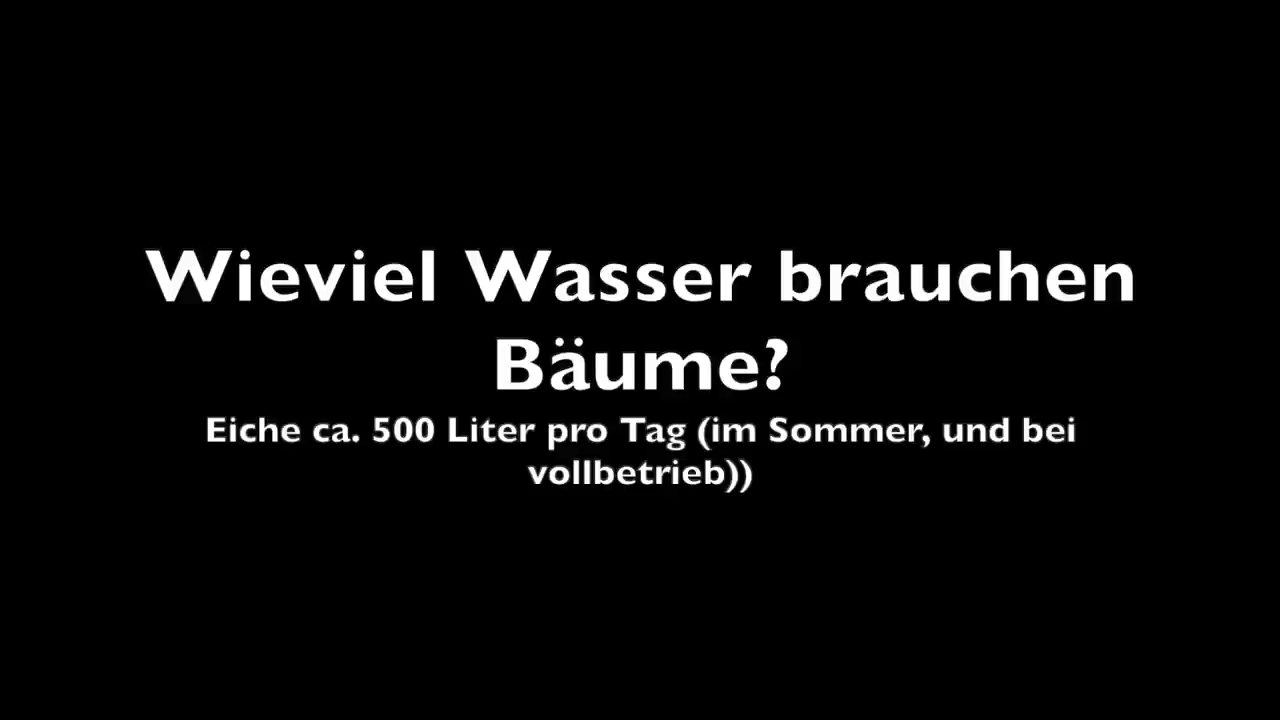 Wieviel Wasser brauchen
Bäume?
Eiche ca. 500 Liter pro Tag (im Sommer, und bei
vollbetrieb))